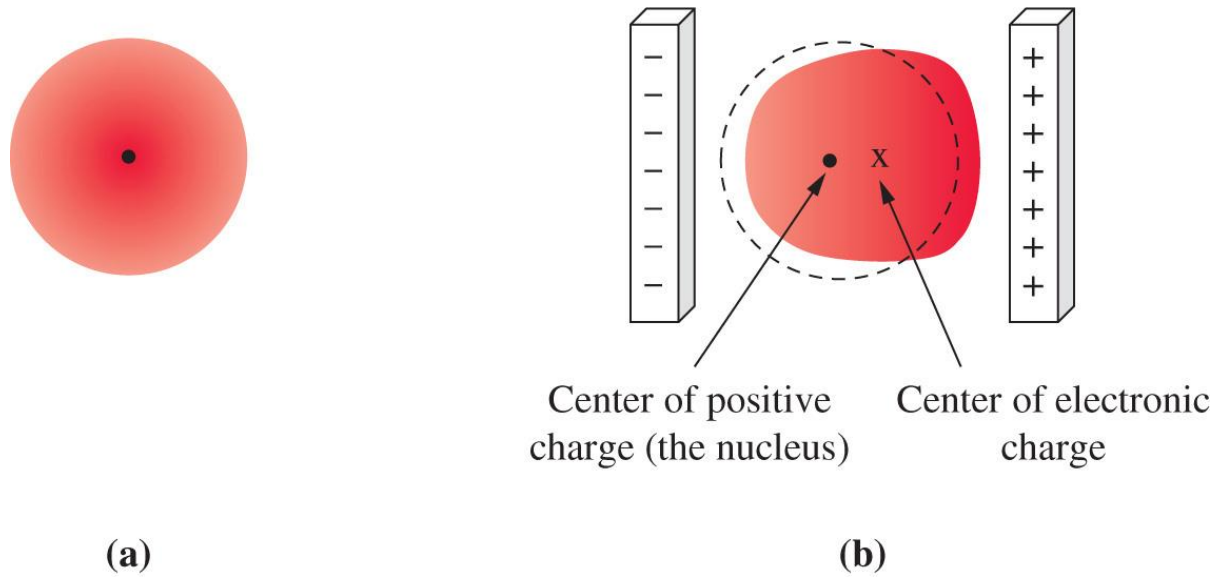 − +
− +
− +
− x +
− +
− +
− +
Center of positive
charge (the nucleus)
Center of electronic
charge
(a)
(b)